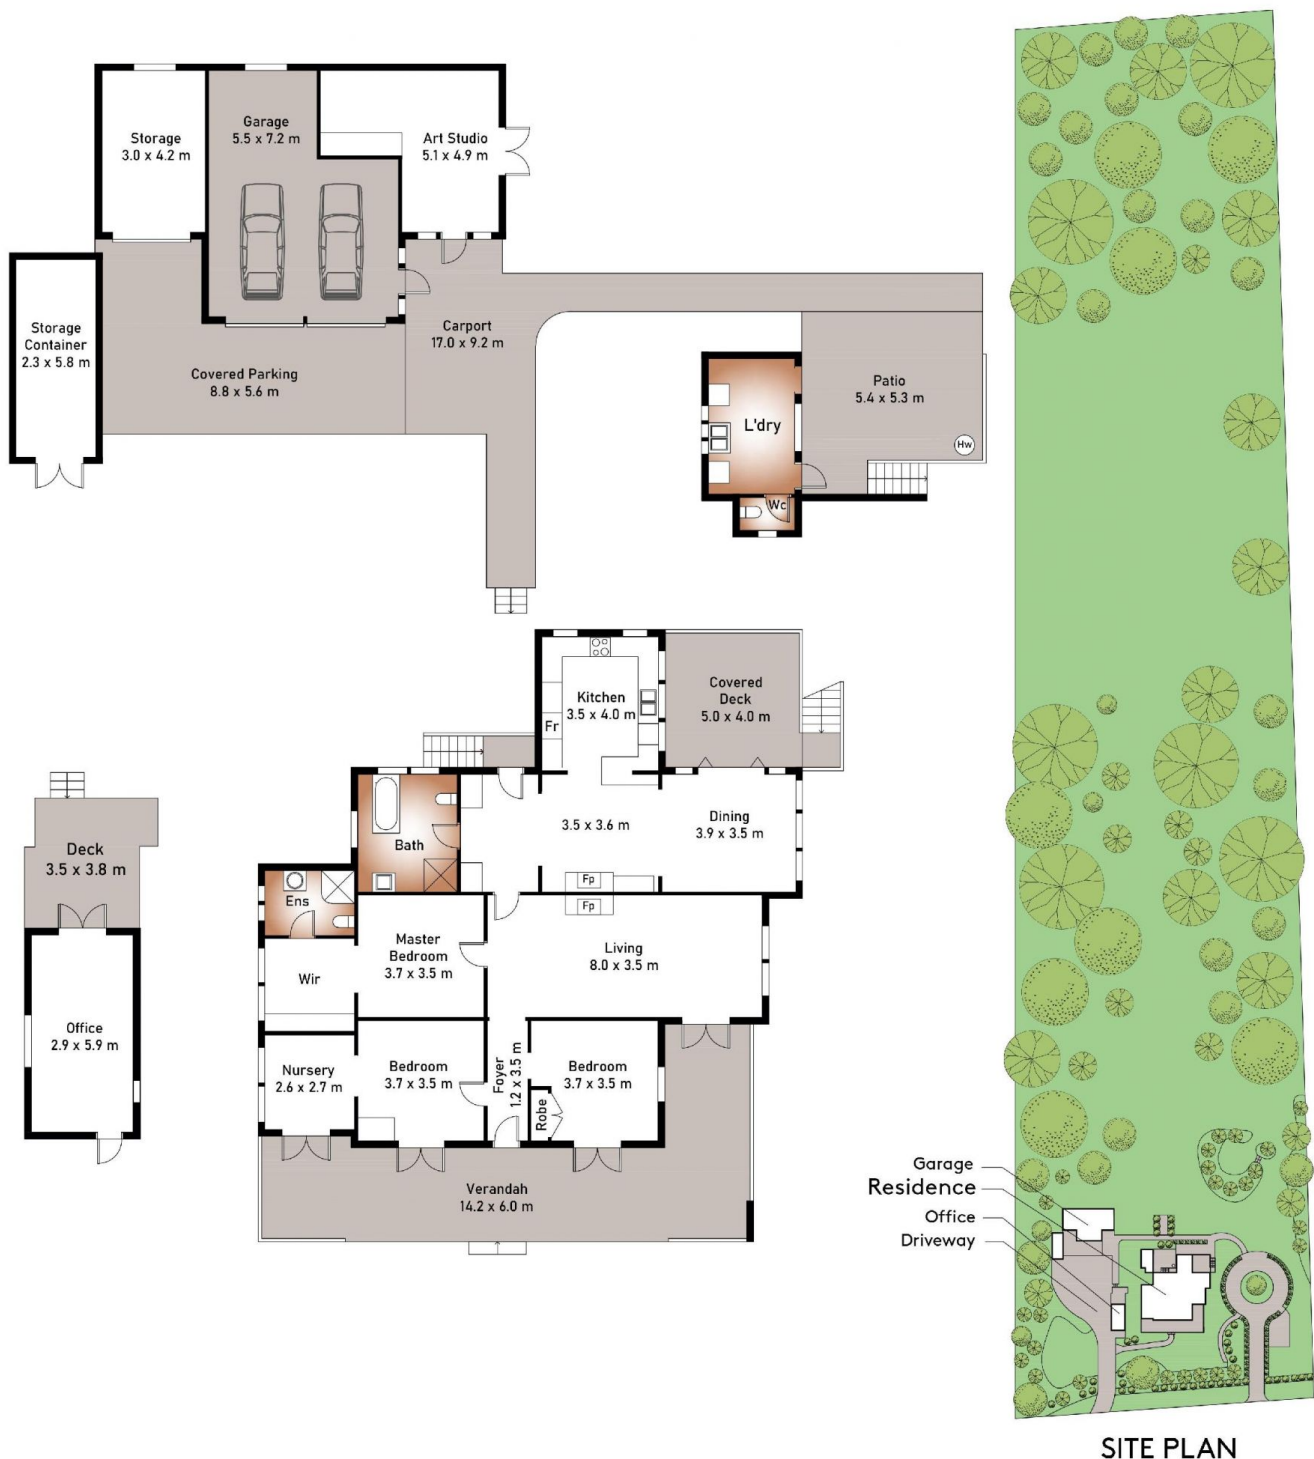 Storage
3.0 x 4.2 m
Garage
5.5 x 7.2 m
Art Studio
5.1 x 4.9 m
Storage
Container
2.3 x 5.8 m
Covered Parking
8.8 x 5.6 m
Carport
17.0 x 9.2 m
Patio
5.4 x 5.3 m
L'dry
Hw
Wc
Kitchen
3.5 x 4.0 m
Fr
Covered
Deck
5.0 x 4.0 m
Deck
3.5 x 3.8 m
Bath
3.5 x 3.6 m
Dining
3.9 x 3.5 m
Fp
Fp
Ens
Master
Bedroom
3.7 x 3.5 m
Living
8.0 x 3.5 m
Wir
Office
2.9 x 5.9 m
Nursery
2.6 x 2.7 m
Bedroom
3.7 x 3.5 m
Foyer
1.2 x 3.5 m
Bedroom
3.7 x 3.5 m
Robe
Verandah
14.2 x 6.0 m
Garage
Residence
Office
Driveway
SITE PLAN